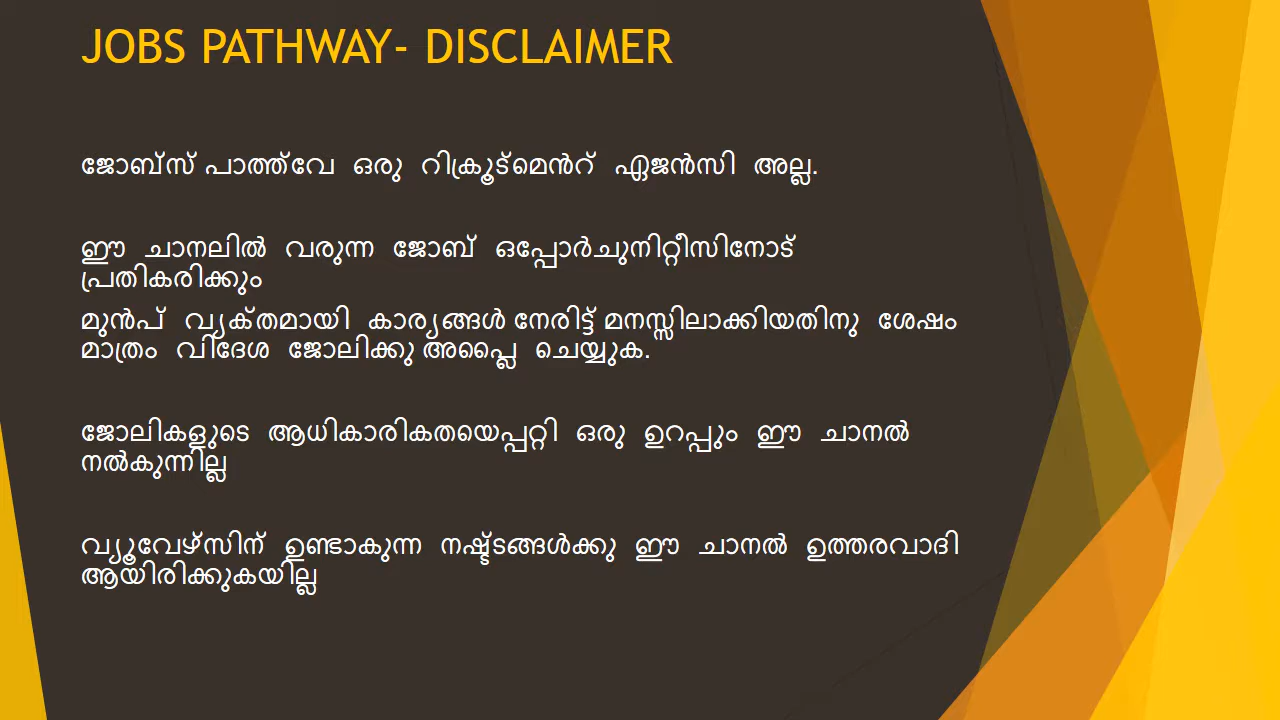 JOBS PATHWAY- DISCLAIMER
ജോബ്സ് പാത്ത്‌വേ ഒരു റിക്രൂട്മെൻറ് ഏജൻസി അല്ല.
ഈ ചാനലിൽ വരുന്ന ജോബ് ഒപ്പോർചുനിറ്റീസിനോട്
പ്രതികരിക്കും
മുൻപ് വ്യക്തമായി കാര്യങ്ങൾ നേരിട്ട് മനസ്സിലാക്കിയതിനു ശേഷം
മാത്രം വിദേശ ജോലിക്കു അപ്ലൈ ചെയ്യുക.
ജോലികളുടെ ആധികാരികതയെപ്പറ്റി ഒരു ഉറപ്പും ഈ ചാനൽ
നൽകുന്നില്ല
വ്യൂവേഴ്‌സിന് ഉണ്ടാകുന്ന നഷ്ട്ടങ്ങൾക്കു ഈ ചാനൽ ഉത്തരവാദി
ആയിരിക്കുകയില്ല